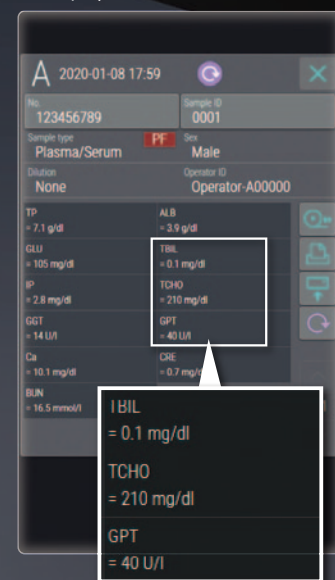 A 2020-01-08 17:59
No. Sample ID
123456789 0001
Sample type PF Sex
Plasma/Serum Male
Dilution Operator ID
None Operator-A00000
TP ALB
= 7.1 g/dl = 3.9 g/dl
GLU TBIL
= 105 mg/dl = 0.1 mg/dl
IP TCHO
= 2.8 mg/dl = 210 mg/dl
GGT GPT
= 14 U/l = 40 U/l
Ca CRE
= 10.1 mg/dl = 0.7 mg/d
BUN
= 16.5 mmol/l
TBIL
= 0.1 mg/dl
TCHO
= 210 mg/dl
GPT
= 40 U/l